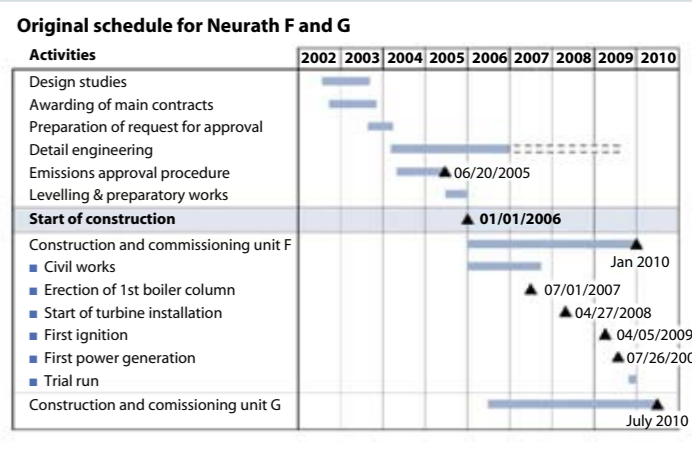 Original schedule for Neurath F and G
Activities 2002 2003 2004 2005 2006 2007 2008 2009 2010
Design studies
Awarding of main contracts
Preparation of request for approval
Detail engineering
Emissions approval procedure 06/20/2005
Levelling & preparatory works
Start of construction 01/01/2006
Construction and commissioning unit F
Jan 2010
Civil works
Erection of 1st boiler column 07/01/2007
Start of turbine installation 04/27/2008
First ignition 04/05/2009
First power generation 07/26/200
Trial run
Construction and comissioning unit G
July 2010